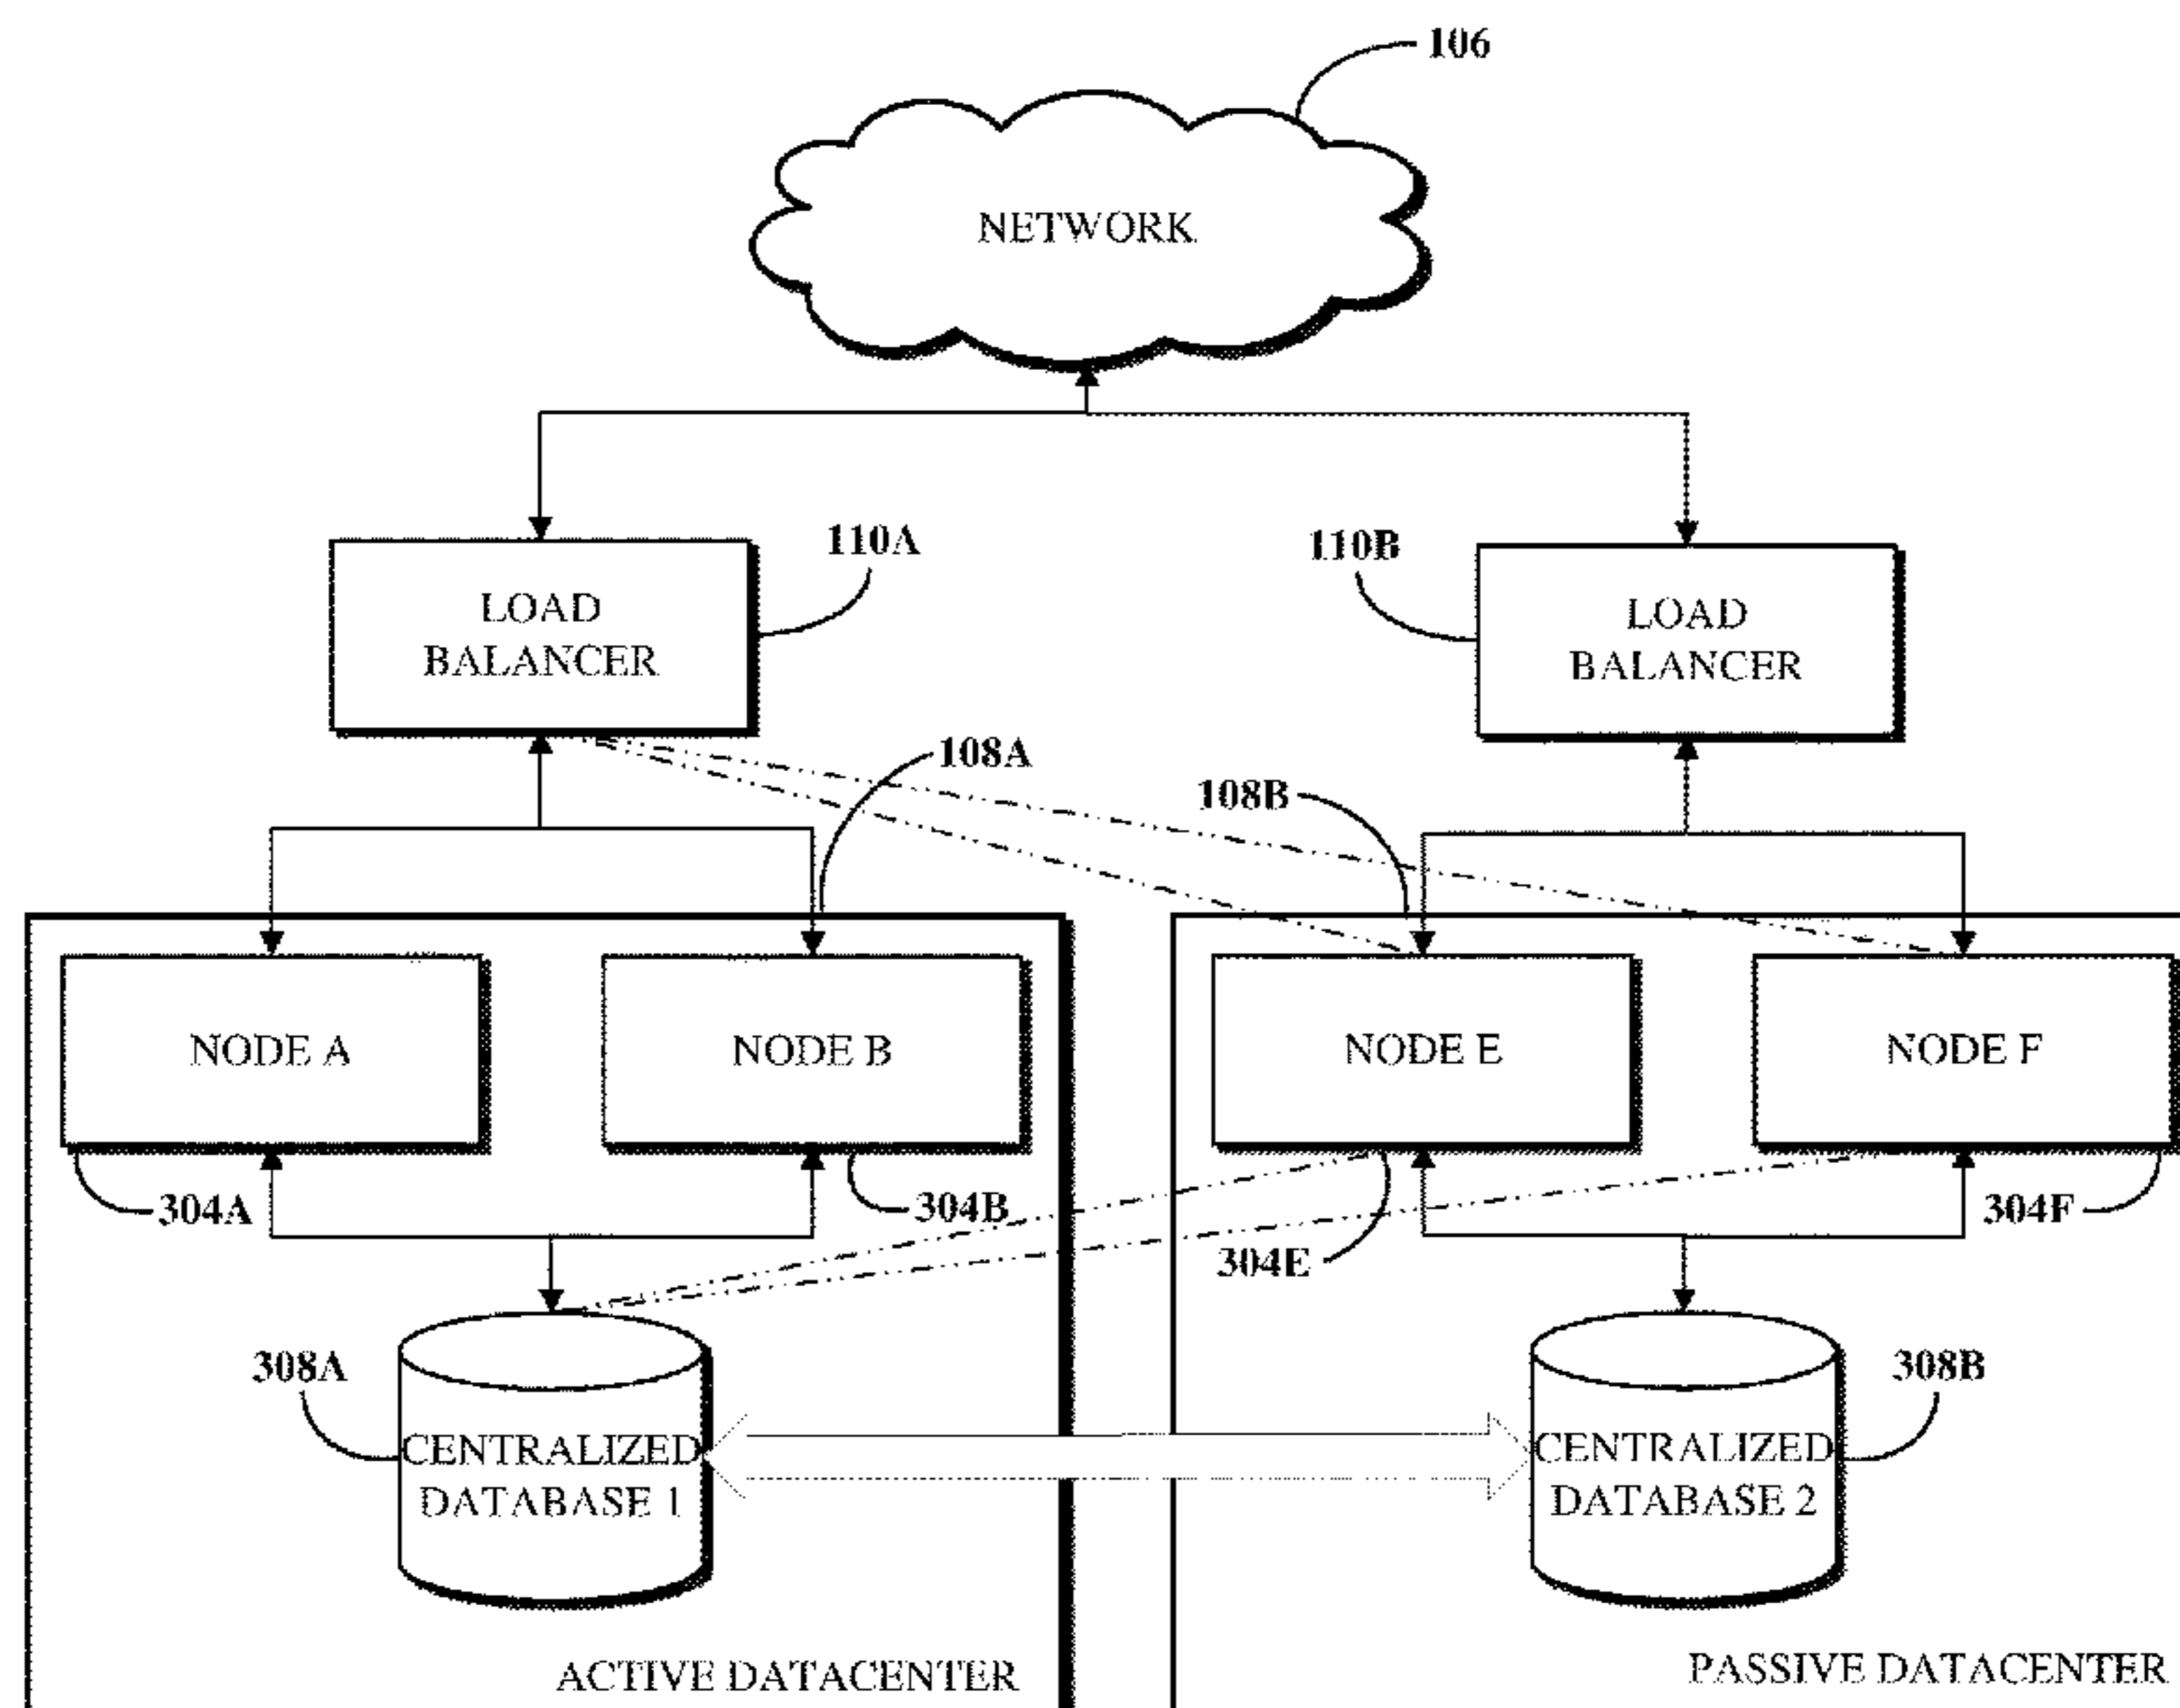 106
NETWORK
110A
110B
LOAD
BALANCER
LOAD
BALANCER
108A
108B
NODE A
NODE B
NODE E
NODE F
304A
304B
304E
304F
308A
308B
CENTRALIZED
DATABASE 1
CENTRALIZED
DATABASE 2
ACTIVE DATACENTER
PASSIVE DATACENTER